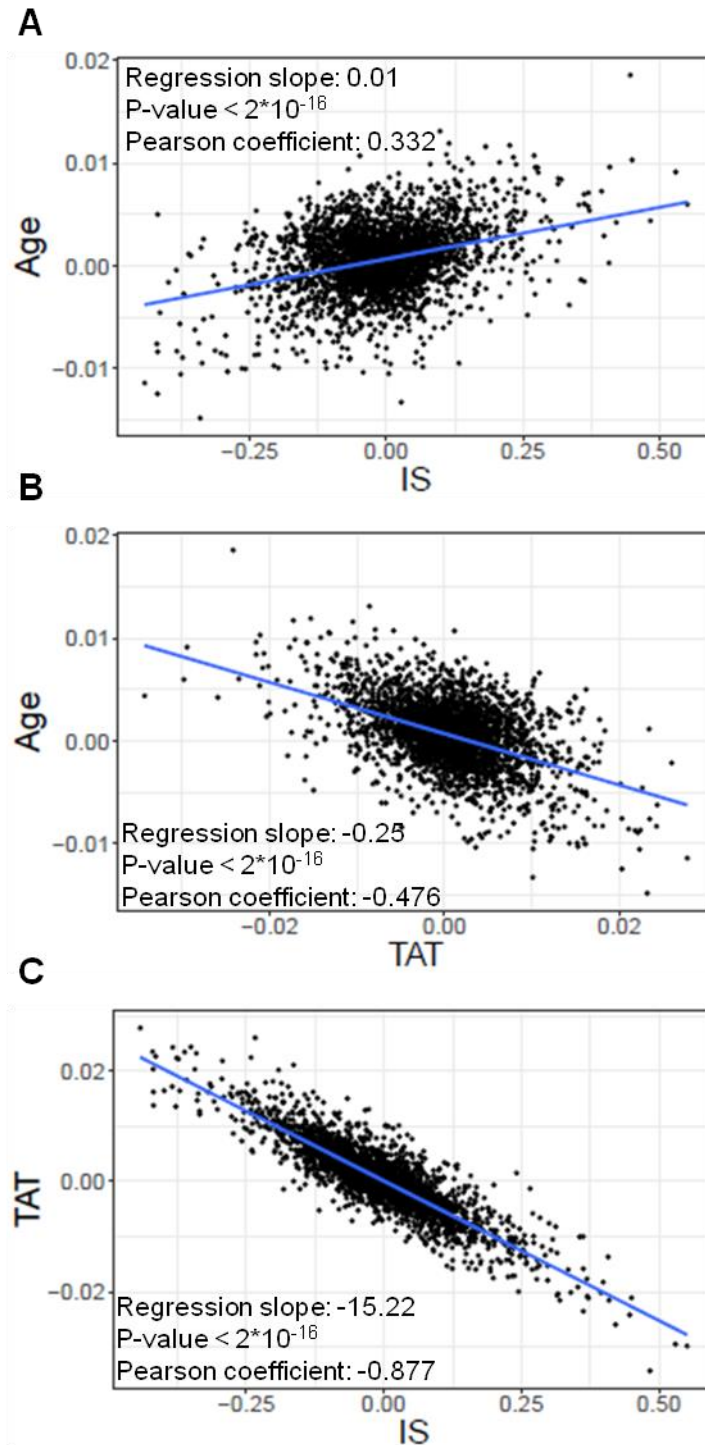 A
Regression slope: 0.01
P-value < 2*10⁻¹⁶
Pearson coefficient: 0.332
0.02
0.01
0.00
−0.01
Age
−0.25 0.00 0.25 0.50
IS
B
0.02
0.01
0.00
−0.01
Age
Regression slope: -0.25
P-value < 2*10⁻¹⁶
Pearson coefficient: -0.476
−0.02 0.00 0.02
TAT
C
0.02
0.00
−0.02
TAT
Regression slope: -15.22
P-value < 2*10⁻¹⁶
Pearson coefficient: -0.877
−0.25 0.00 0.25 0.50
IS